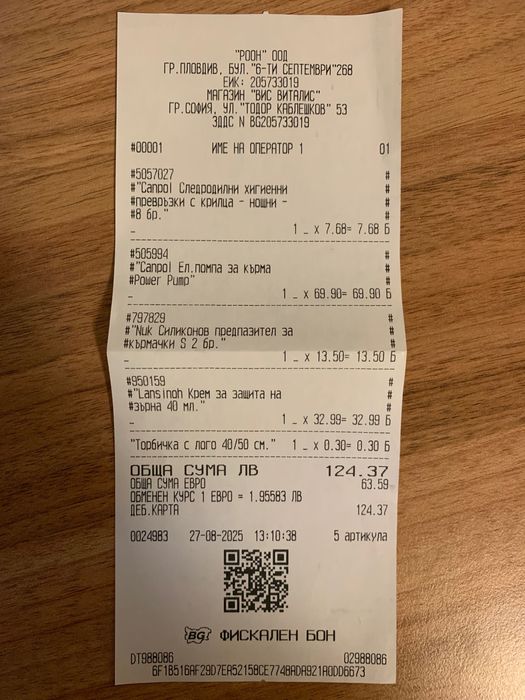 "РООН" ООД
ГР.ПЛОВДИВ, БУЛ."6-ТИ СЕПТЕМВРИ"268
ЕИК: 205733019
МАГАЗИН "ВИС ВИТАЛИС"
ГР.СОФИЯ, УЛ."ТОДОР КАБЛЕШКОВ" 53
ЗДДС N BG205733019
#00001 ИМЕ НА ОПЕРАТОР 1 01
#5057027 #
#"Canpol Следродилни хигиенни #
#превръзки с крилца - нощни - #
#8 бр." #
_ 1 _ x 7.68= 7.68 Б
#505994 #
#"Canpol Ел.помпа за кърма #
#Power Pump" #
_ 1 _ x 69.90= 69.90 Б
#797829 #
#"Nuk Силиконов предпазител за #
#кърмачки S 2 бр." #
_ 1 _ x 13.50= 13.50 Б
#950159 #
#"Lansinoh Крем за защита на #
#зърна 40 мл." #
_ 1 _ x 32.99= 32.99 Б
"Торбичка с лого 40/50 см." 1 _ x 0.30= 0.30 Б
ОБЩА СУМА ЛВ 124.37
ОБЩА СУМА ЕВРО 63.59
ОБМЕНЕН КУРС 1 ЕВРО = 1.95583 ЛВ
ДЕБ.КАРТА 124.37
0024983 27-08-2025 13:10:38 5 артикула
BG ФИСКАЛЕН БОН
DT988086 02988086
6F1B516AF29D7EA52158CE7748ADA921A0DD6673